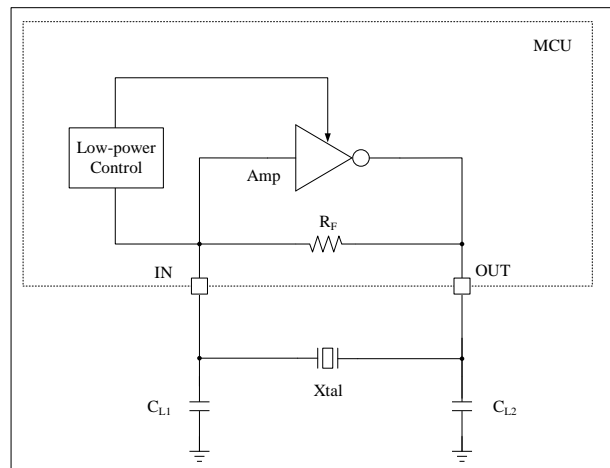 MCU
Low-power
Control
Amp
R_F
IN
OUT
Xtal
C_L1
C_L2